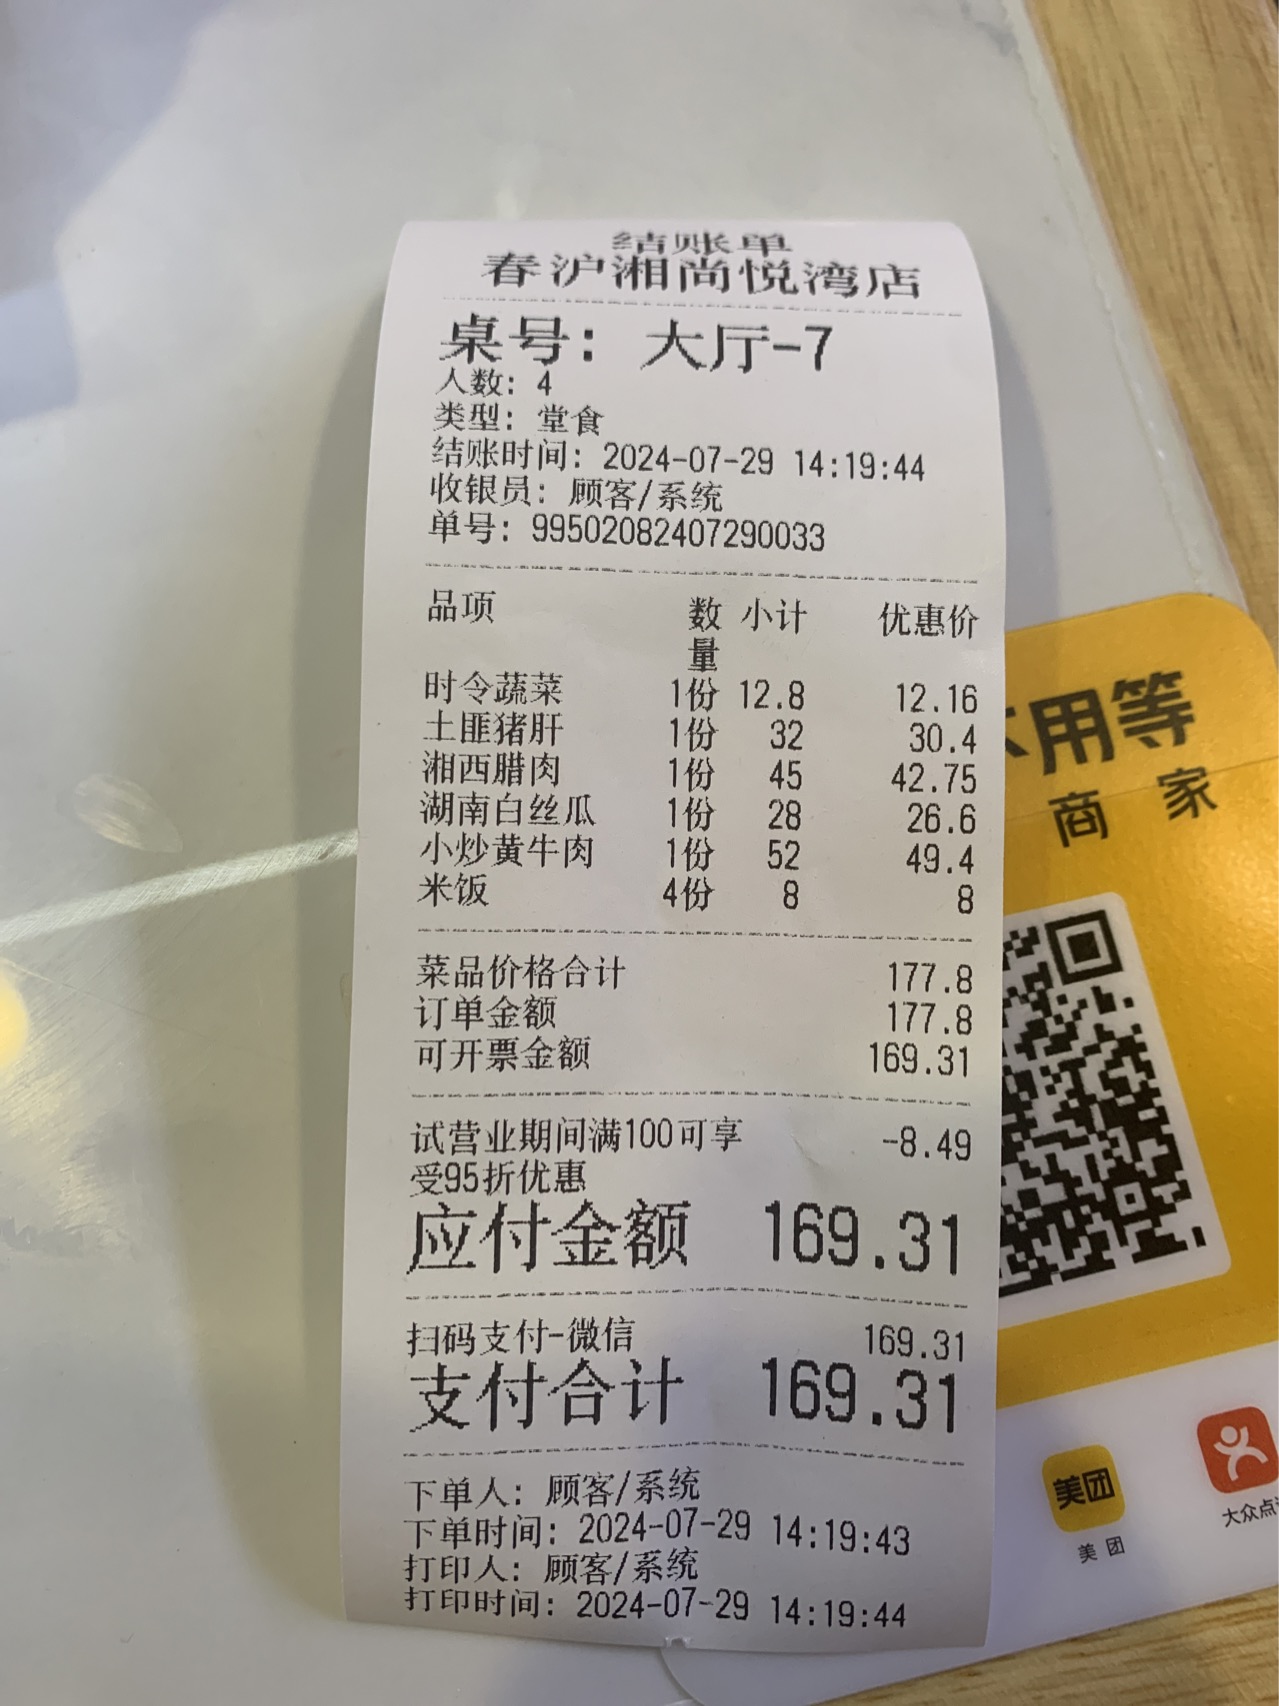 结账单
春沪湘尚悦湾店
桌号： 大厅-7
人数：4
类型：堂食
结账时间：2024-07-29 14:19:44
收银员：顾客/系统
单号：99502082407290033
品项 数量 小计 优惠价
时令蔬菜 1份 12.8 12.16
土匪猪肝 1份 32 30.4
湘西腊肉 1份 45 42.75
湖南白丝瓜 1份 28 26.6
小炒黄牛肉 1份 52 49.4
米饭 4份 8 8
菜品价格合计 177.8
订单金额 177.8
可开票金额 169.31
试营业期间满100可享 -8.49
受95折优惠
应付金额 169.31
扫码支付-微信 169.31
支付合计 169.31
下单人：顾客/系统
下单时间：2024-07-29 14:19:43
打印人：顾客/系统
打印时间：2024-07-29 14:19:44
用等
商家
美团
美团
大众点